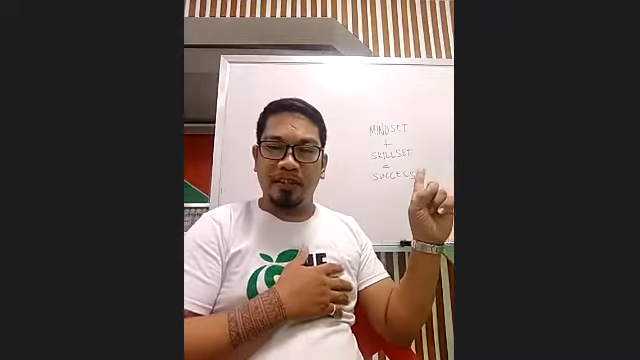 MINDSET
+
SKILLSET
=
SUCCESS